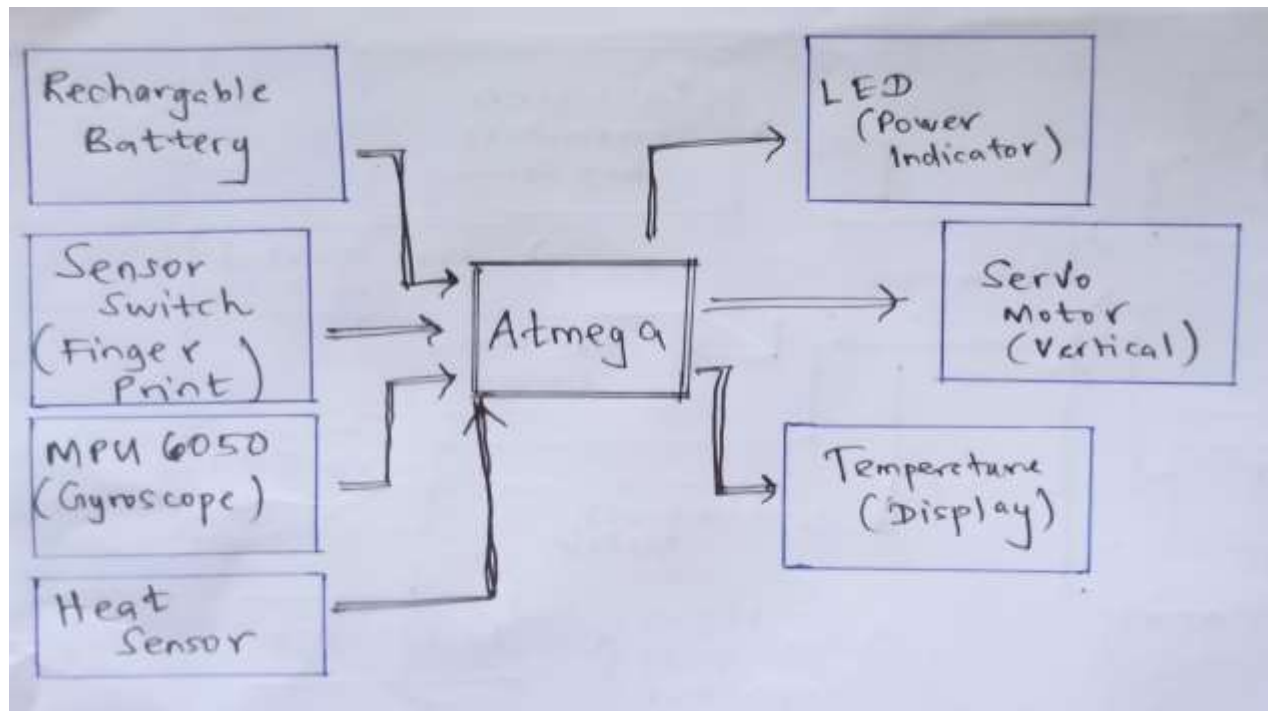 Rechargable
Battery
Sensor
Switch
(Finger
Print)
MPU 6050
(Gyroscope)
Heat
Sensor
Atmega
LED
(Power
Indicator)
Servo
Motor
(Vertical)
Temperature
(Display)